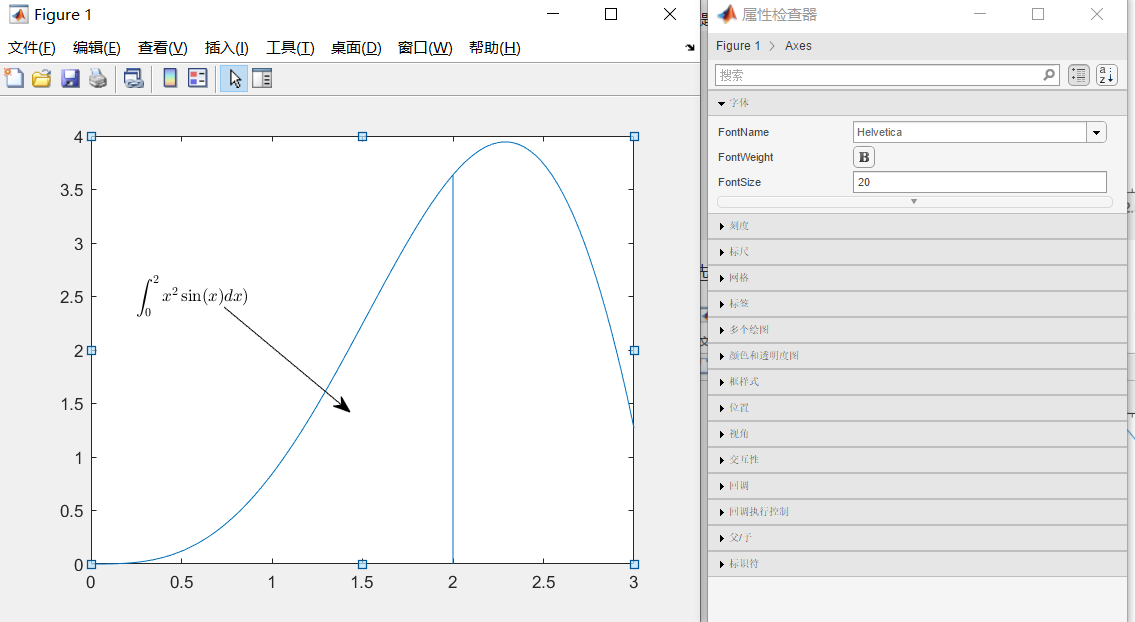 Figure 1
文件(F) 编辑(E) 查看(V) 插入(I) 工具(T) 桌面(D) 窗口(W) 帮助(H)
4
3.5
3
2.5
2
1.5
1
0.5
0
∫₀² x² sin(x)dx)
0 0.5 1 1.5 2 2.5 3
属性检查器
Figure 1 > Axes
搜索
字体
FontName Helvetica
FontWeight B
FontSize 20
刻度
标尺
网格
标签
多个绘图
颜色和透明度图
框样式
位置
视角
交互性
回调
回调执行控制
父/子
标识符